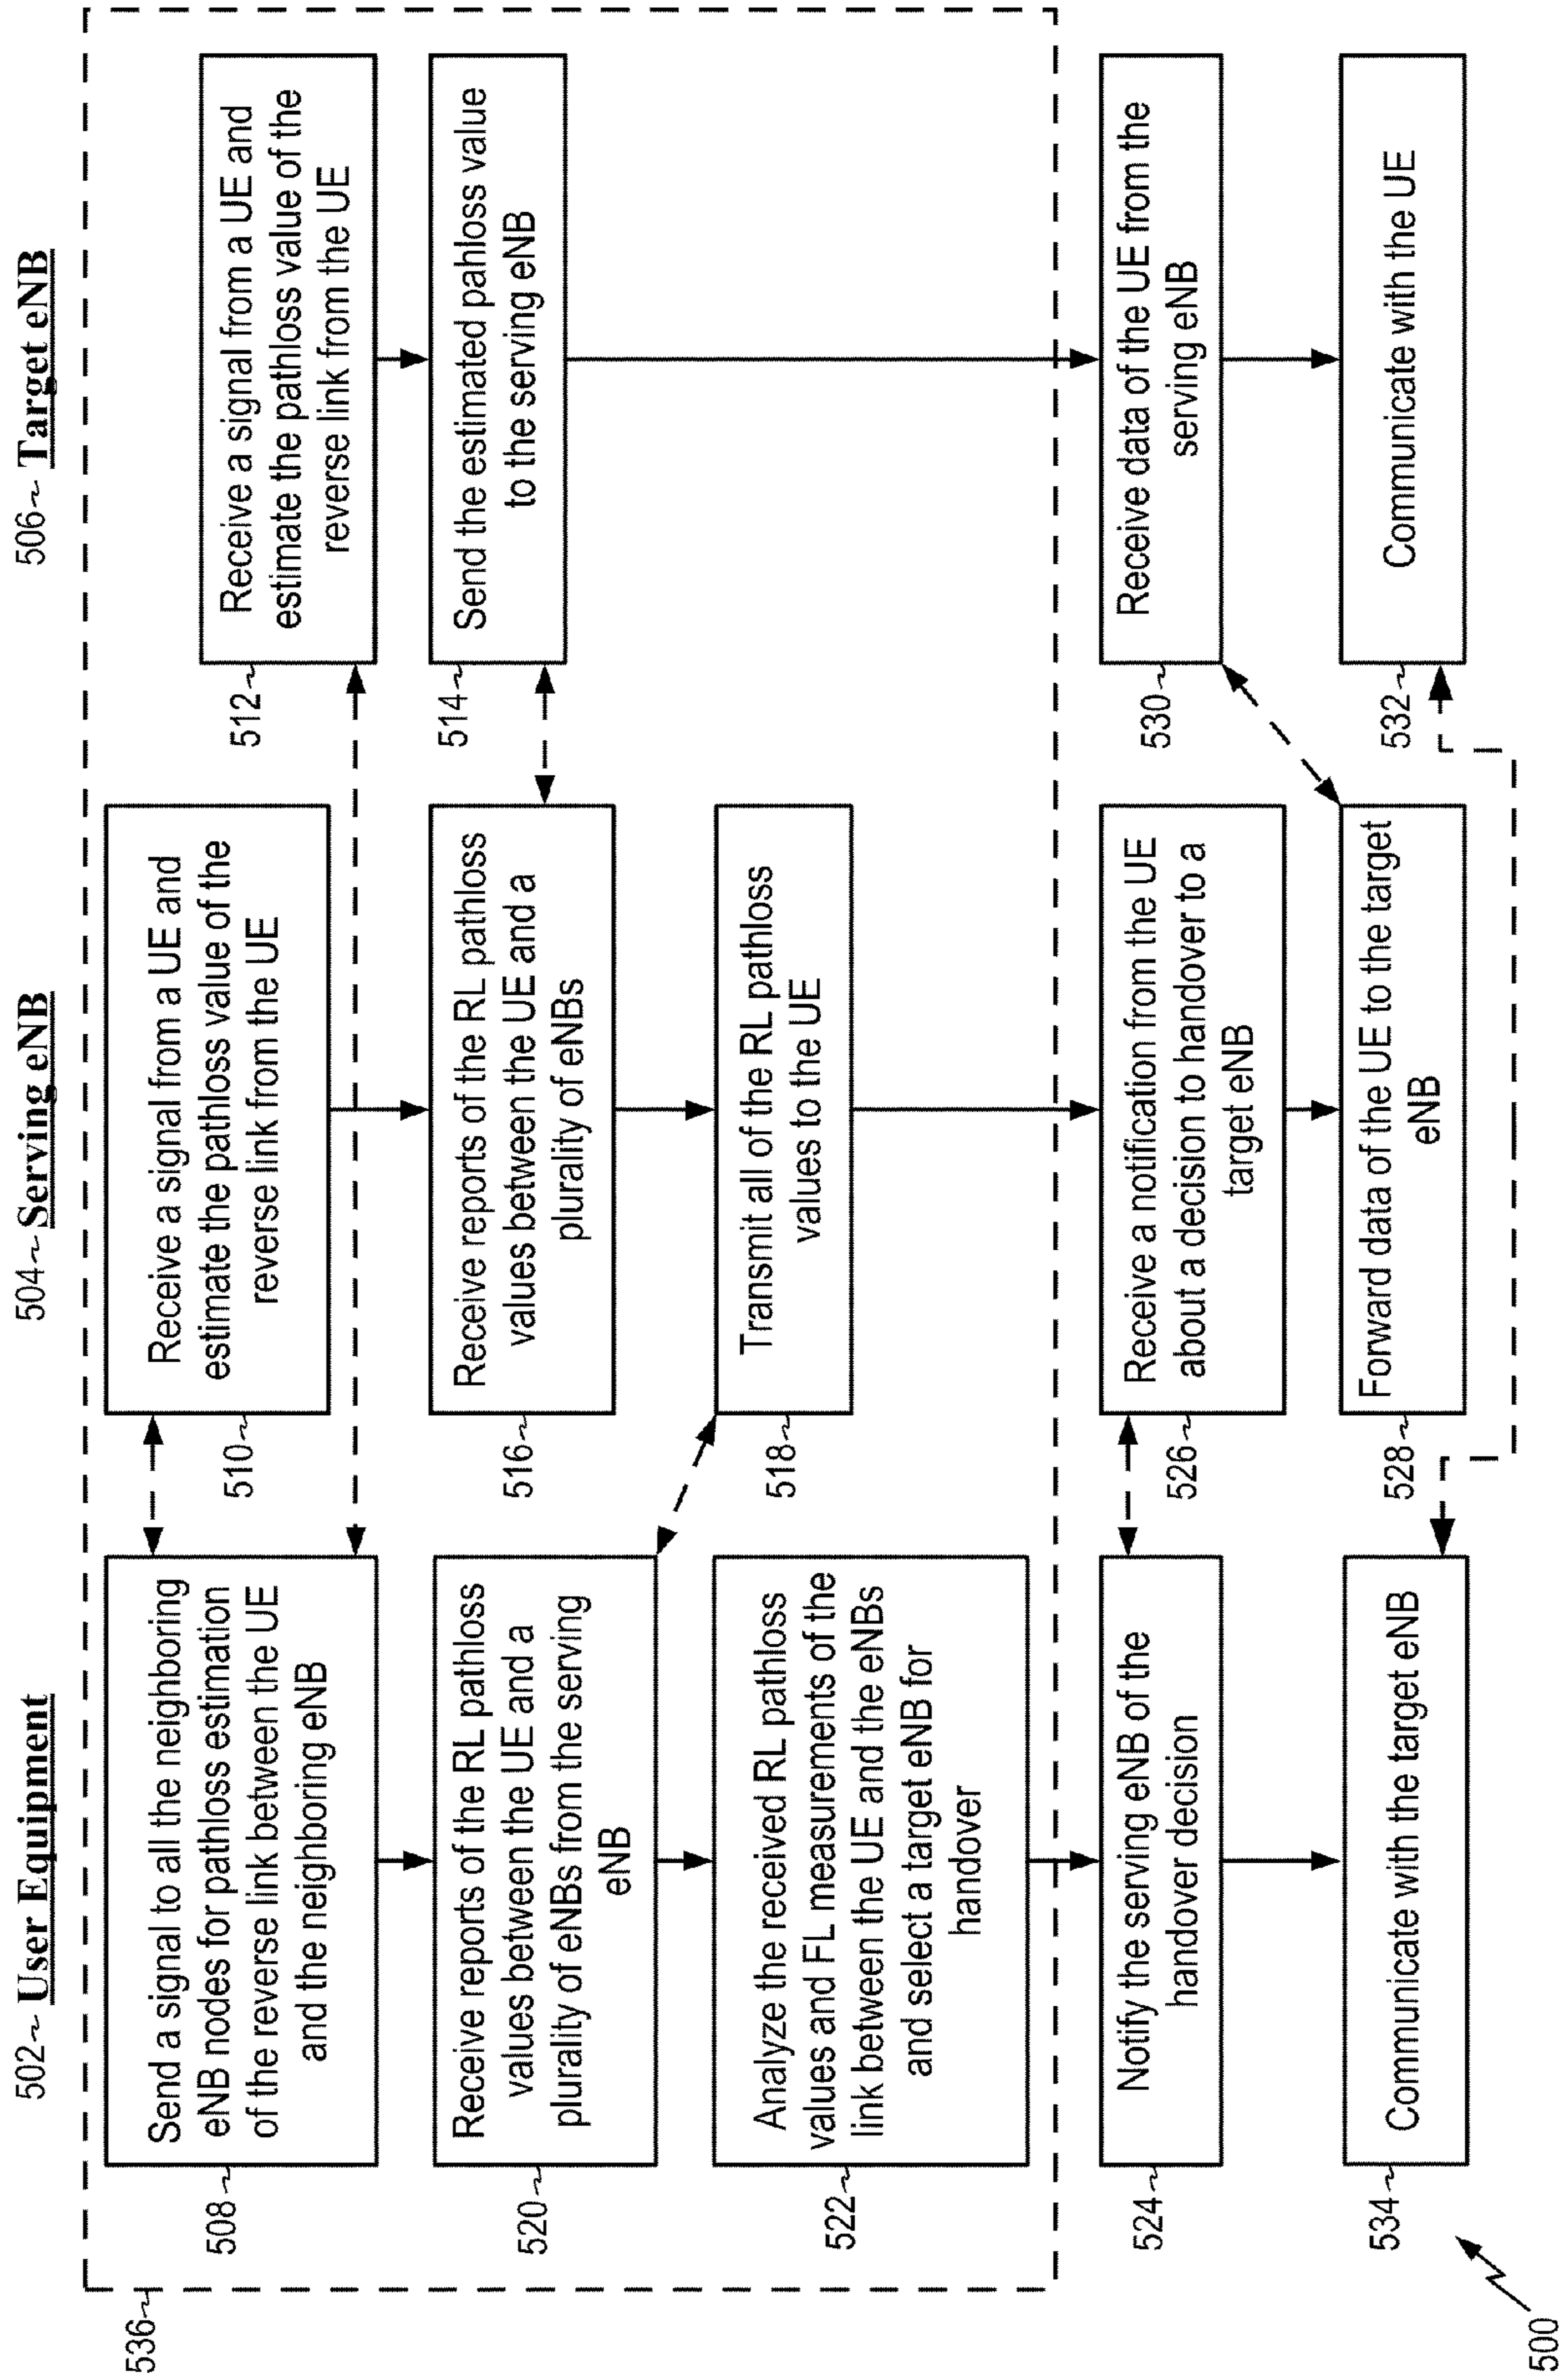 502~ User Equipment
504~ Serving eNB
506~ Target eNB
536~
508~
Send a signal to all the neighboring
eNB nodes for pathloss estimation
of the reverse link between the UE
and the neighboring eNB
510~
Receive a signal from a UE and
estimate the pathloss value of the
reverse link from the UE
512~
Receive a signal from a UE and
estimate the pathloss value of the
reverse link from the UE
514~
Send the estimated pahloss value
to the serving eNB
516~
Receive reports of the RL pathloss
values between the UE and a
plurality of eNBs
520~
Receive reports of the RL pathloss
values between the UE and a
plurality of eNBs from the serving
eNB
518~
Transmit all of the RL pathloss
values to the UE
522~
Analyze the received RL pathloss
values and FL measurements of the
link between the UE and the eNBs
and select a target eNB for
handover
524~
Notify the serving eNB of the
handover decision
526~
Receive a notification from the UE
about a decision to handover to a
target eNB
530~
Receive data of the UE from the
serving eNB
528~
Forward data of the UE to the target
eNB
532~
Communicate with the UE
534~
Communicate with the target eNB
500